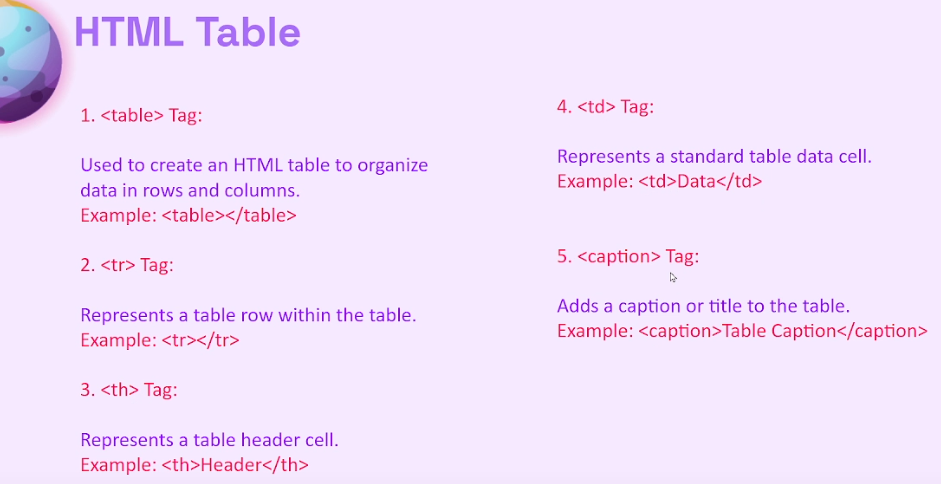 HTML Table
1. <table> Tag:
Used to create an HTML table to organize
data in rows and columns.
Example: <table></table>
2. <tr> Tag:
Represents a table row within the table.
Example: <tr></tr>
3. <th> Tag:
Represents a table header cell.
Example: <th>Header</th>
4. <td> Tag:
Represents a standard table data cell.
Example: <td>Data</td>
5. <caption> Tag:
Adds a caption or title to the table.
Example: <caption>Table Caption</caption>